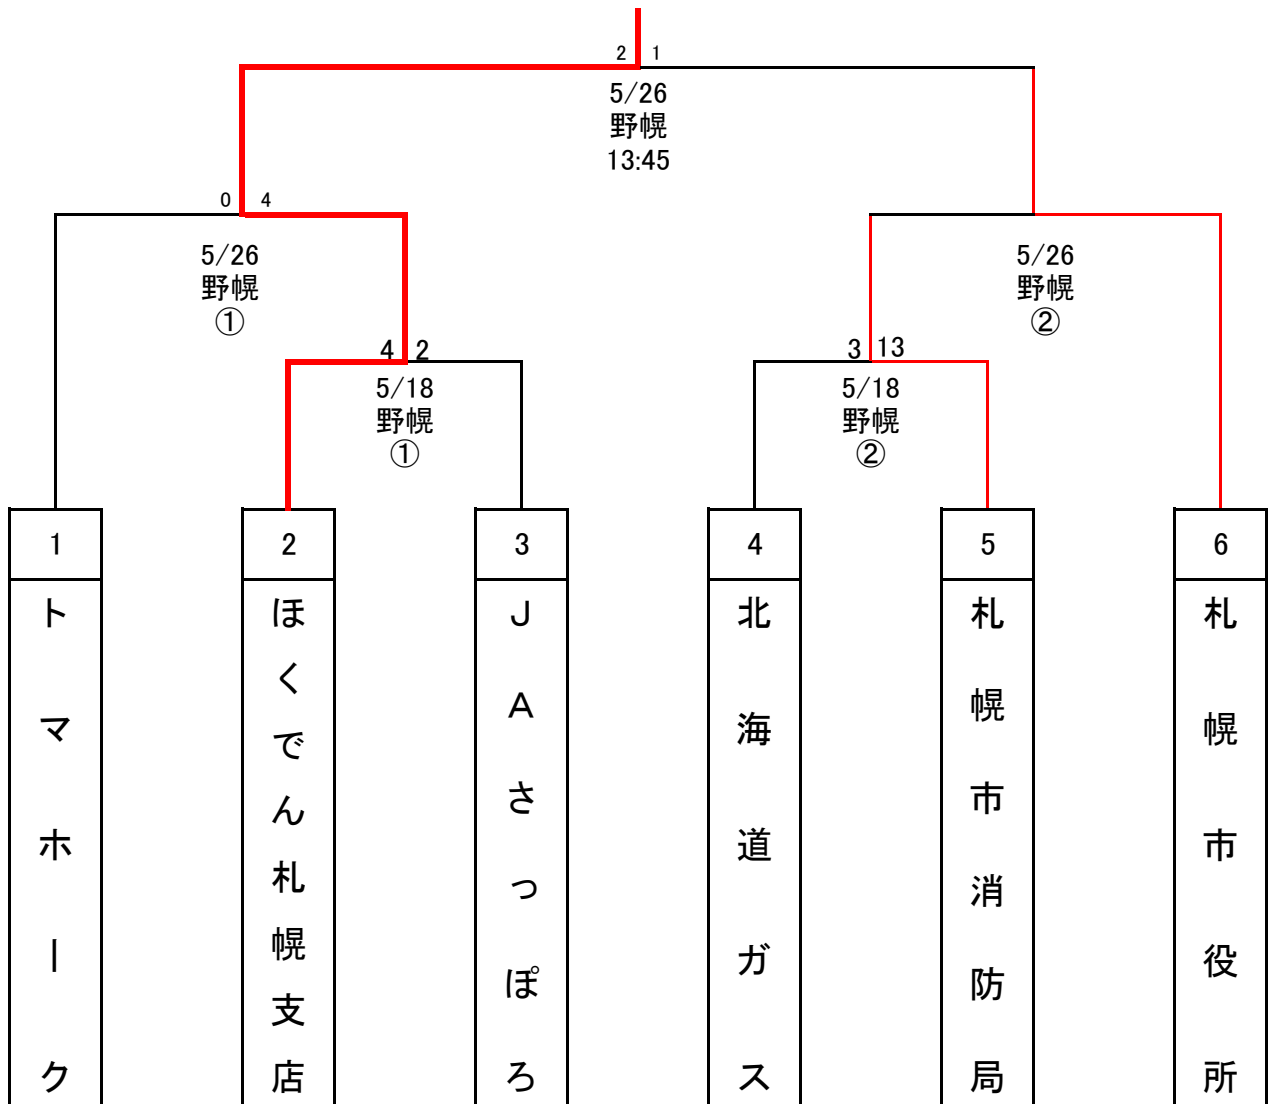 2 1
5/26
野幌
13:45
0 4
5/26
野幌
①
5/26
野幌
②
4 2
5/18
野幌
①
3 13
5/18
野幌
②
1
2
3
4
5
6
トマホーク
ほくでん札幌支店
JAさっぽろ
北海道ガス
札幌市消防局
札幌市役所